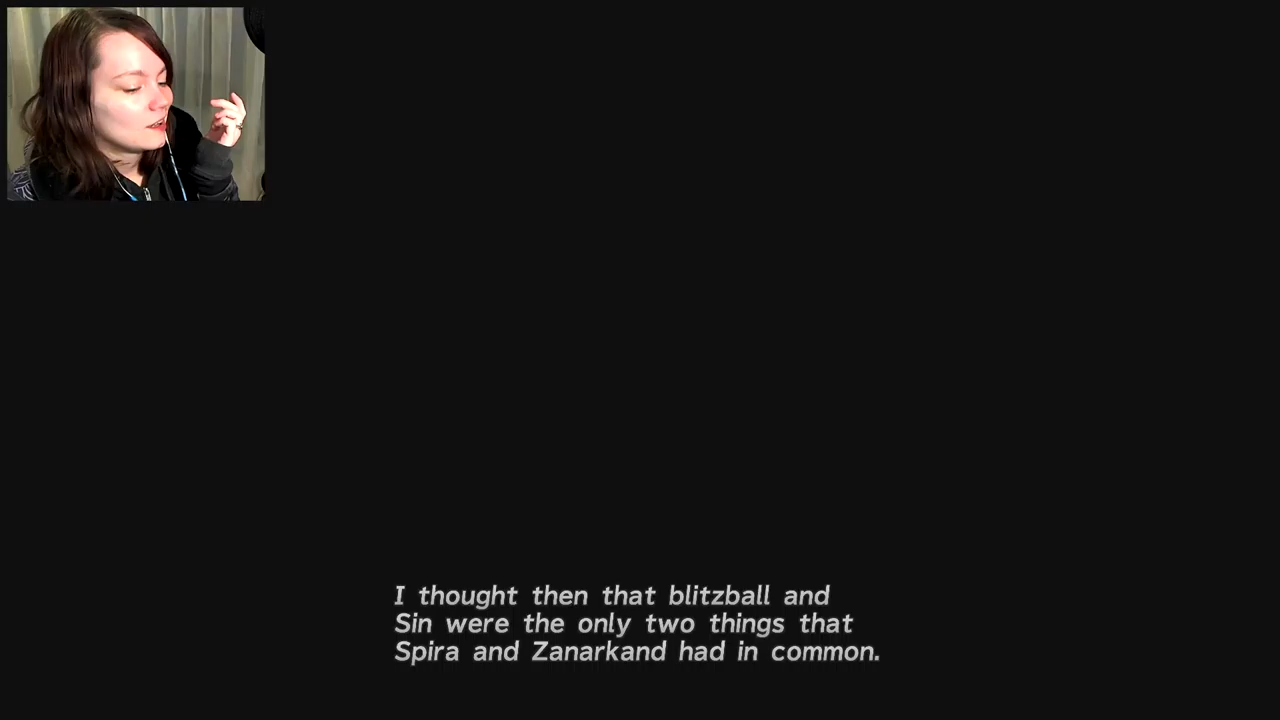 I thought then that blitzball and
Sin were the only two things that
Spira and Zanarkand had in common.